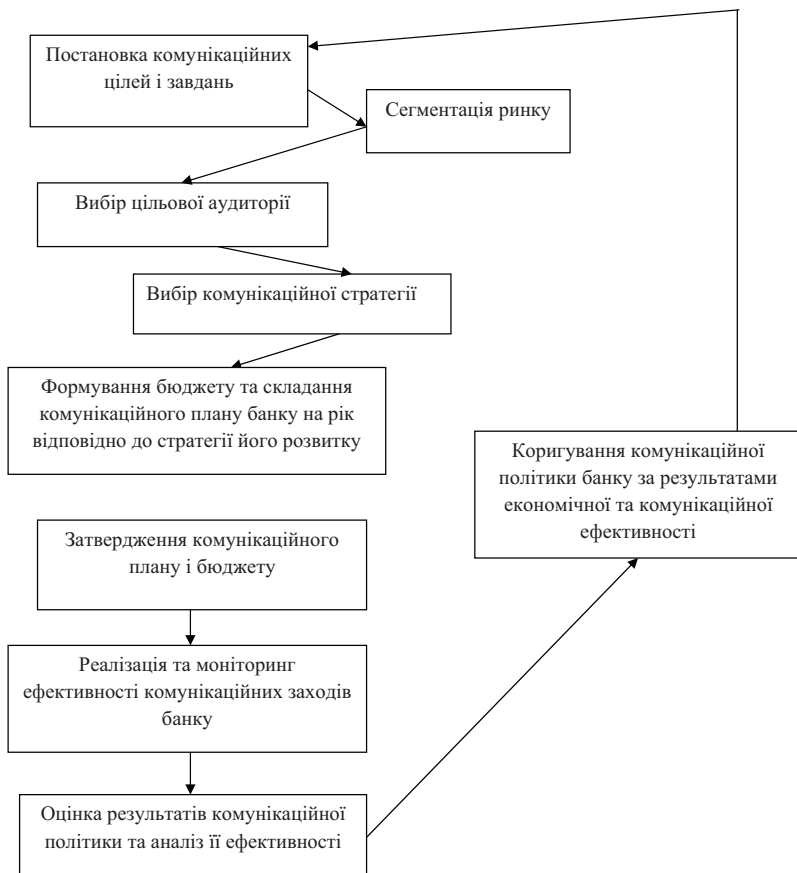 Постановка комунікаційних
цілей і завдань
Сегментація ринку
Вибір цільової аудиторії
Вибір комунікаційної стратегії
Формування бюджету та складання
комунікаційного плану банку на рік
відповідно до стратегії його розвитку
Коригування комунікаційної
політики банку за результатами
економічної та комунікаційної
ефективності
Затвердження комунікаційного
плану і бюджету
Реалізація та моніторинг
ефективності комунікаційних заходів
банку
Оцінка результатів комунікаційної
політики та аналіз її ефективності